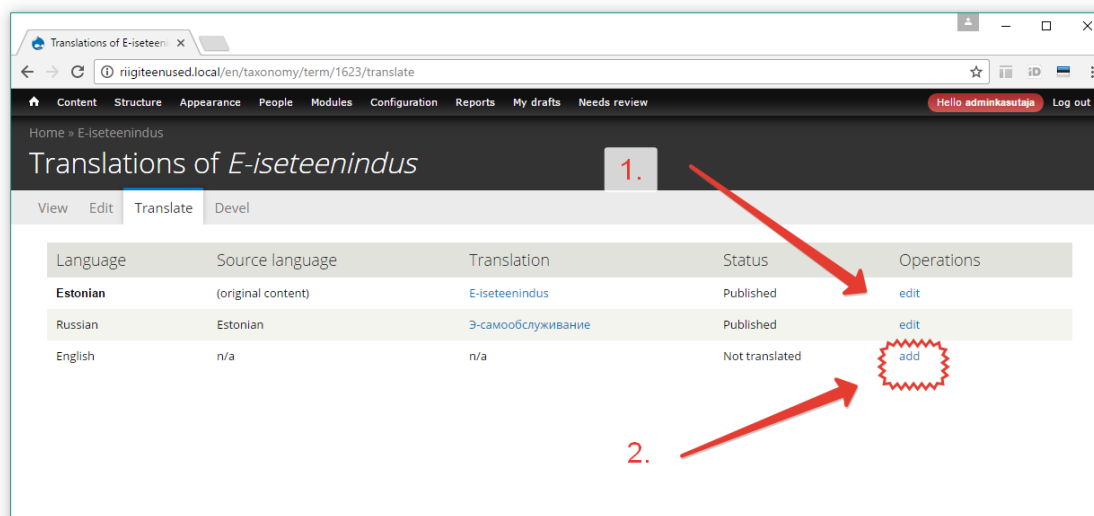 Translations of E-iseteeni
riigiteenused.local/en/taxonomy/term/1623/translate
iD
Content Structure Appearance People Modules Configuration Reports My drafts Needs review Hello adminkasutaja Log out
Home » E-iseteenindus
Translations of E-iseteenindus
1.
View Edit Translate Devel
Language Source language Translation Status Operations
Estonian (original content) E-iseteenindus Published edit
Russian Estonian Э-самообслуживание Published edit
English n/a n/a Not translated add
2.